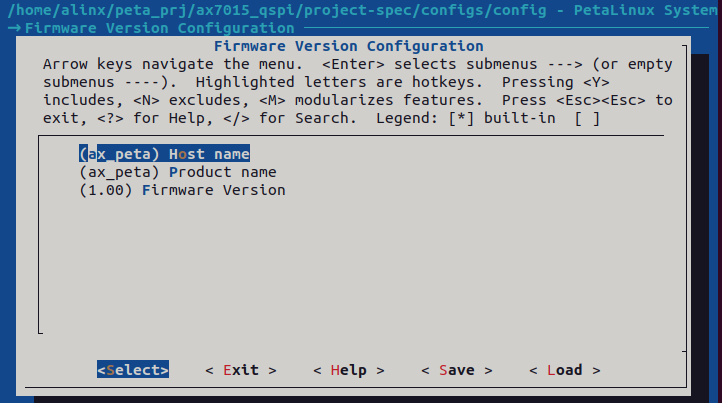 /home/alinx/peta_prj/ax7015_qspi/project-spec/configs/config - PetaLinux System
→ Firmware Version Configuration
Firmware Version Configuration
Arrow keys navigate the menu.  <Enter> selects submenus ---> (or empty
submenus ----).  Highlighted letters are hotkeys.  Pressing <Y>
includes, <N> excludes, <M> modularizes features.  Press <Esc><Esc> to
exit, <?> for Help, </> for Search.  Legend: [*] built-in  [ ]
(ax_peta) Host name
(ax_peta) Product name
(1.00) Firmware Version
<Select>    < Exit >    < Help >    < Save >    < Load >